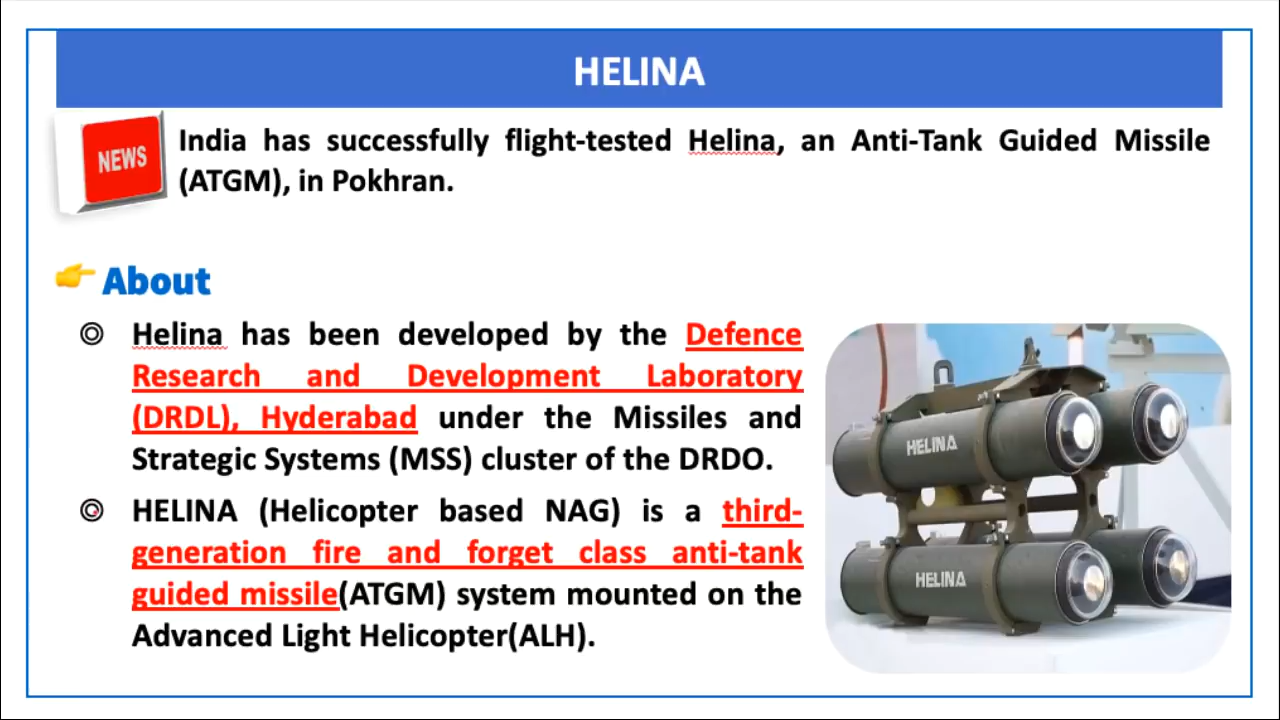 HELINA
NEWS
India has successfully flight-tested Helina, an Anti-Tank Guided Missile
(ATGM), in Pokhran.
About
Helina has been developed by the Defence
Research and Development Laboratory
(DRDL), Hyderabad under the Missiles and
Strategic Systems (MSS) cluster of the DRDO.
HELINA (Helicopter based NAG) is a third-
generation fire and forget class anti-tank
guided missile(ATGM) system mounted on the
Advanced Light Helicopter(ALH).
HELINA
HELINA